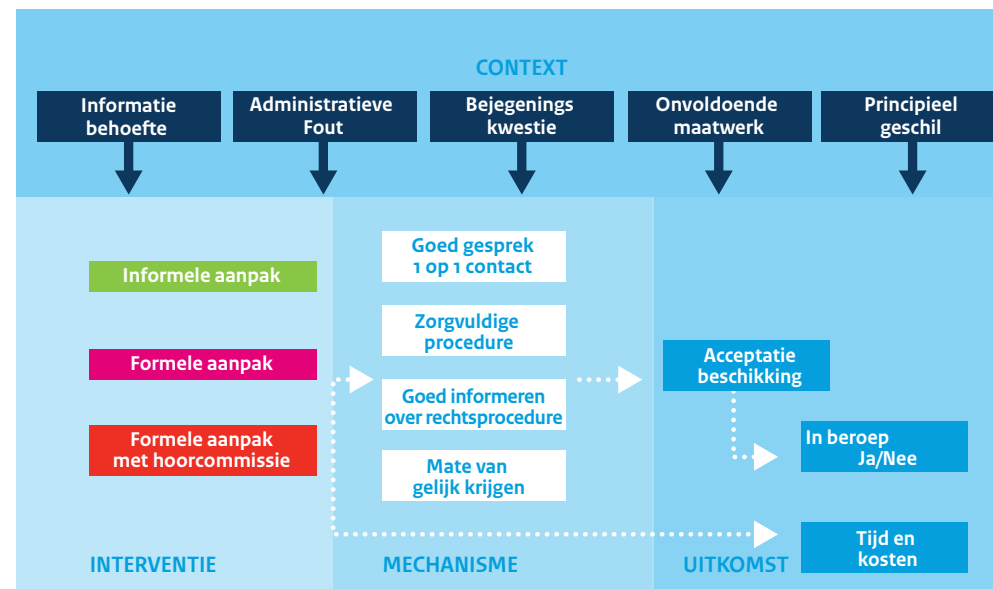 CONTEXT
Informatie
behoefte
Administratieve
Fout
Bejegenings
kwestie
Onvoldoende
maatwerk
Principieel
geschil
Informele aanpak
Formele aanpak
Formele aanpak
met hoorcommissie
INTERVENTIE
Goed gesprek
1 op 1 contact
Zorgvuldige
procedure
Goed informeren
over rechtsprocedure
Mate van
gelijk krijgen
MECHANISME
Acceptatie
beschikking
In beroep
Ja/Nee
Tijd en
kosten
UITKOMST